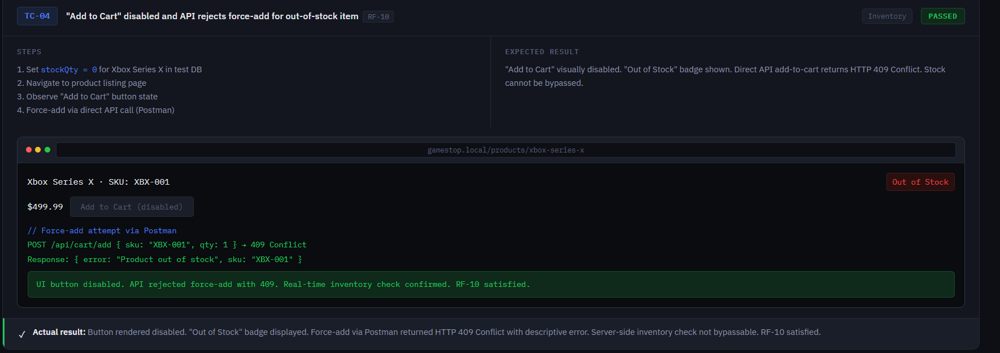 TC-04 "Add to Cart" disabled and API rejects force-add for out-of-stock item RF-10 Inventory PASSED
STEPS
1. Set stockQty = 0 for Xbox Series X in test DB
2. Navigate to product listing page
3. Observe "Add to Cart" button state
4. Force-add via direct API call (Postman)
EXPECTED RESULT
"Add to Cart" visually disabled. "Out of Stock" badge shown. Direct API add-to-cart returns HTTP 409 Conflict. Stock
cannot be bypassed.
gamestop.local/products/xbox-series-x
Xbox Series X · SKU: XBX-001 Out of Stock
$499.99 Add to Cart (disabled)
// Force-add attempt via Postman
POST /api/cart/add { sku: "XBX-001", qty: 1 } → 409 Conflict
Response: { error: "Product out of stock", sku: "XBX-001" }
UI button disabled. API rejected force-add with 409. Real-time inventory check confirmed. RF-10 satisfied.
✓ Actual result: Button rendered disabled. "Out of Stock" badge displayed. Force-add via Postman returned HTTP 409 Conflict with descriptive error. Server-side inventory check not bypassable. RF-10 satisfied.